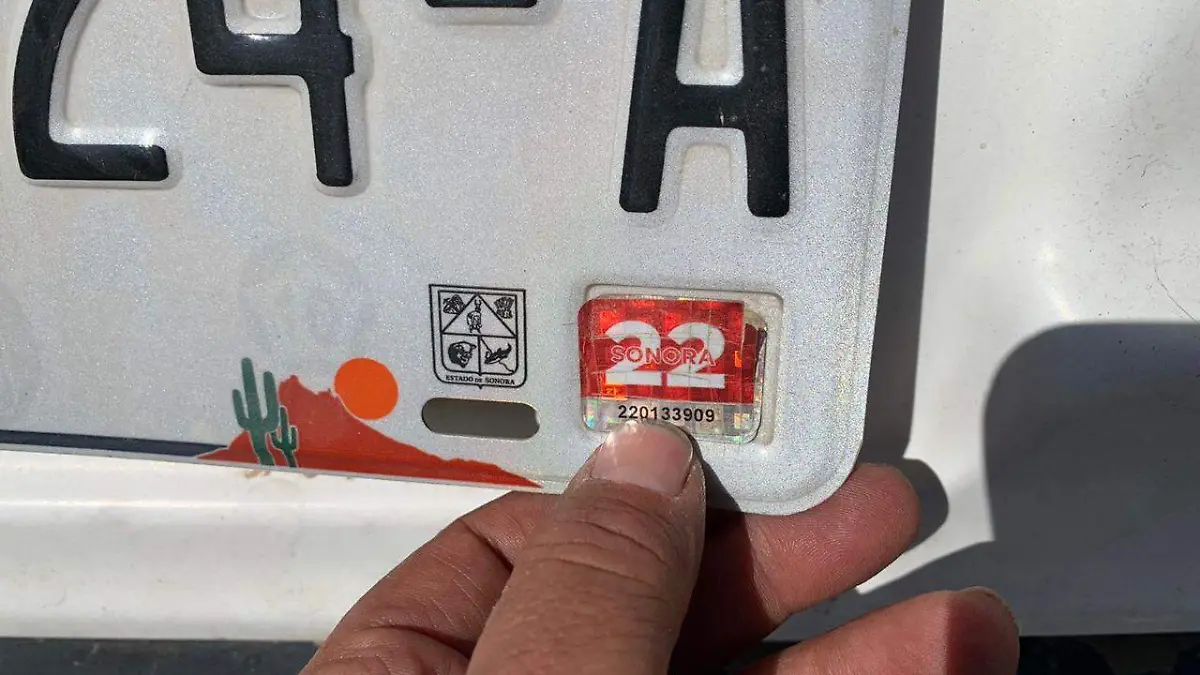 24-A
ESTADO DE SONORA
22
SONORA
220133909